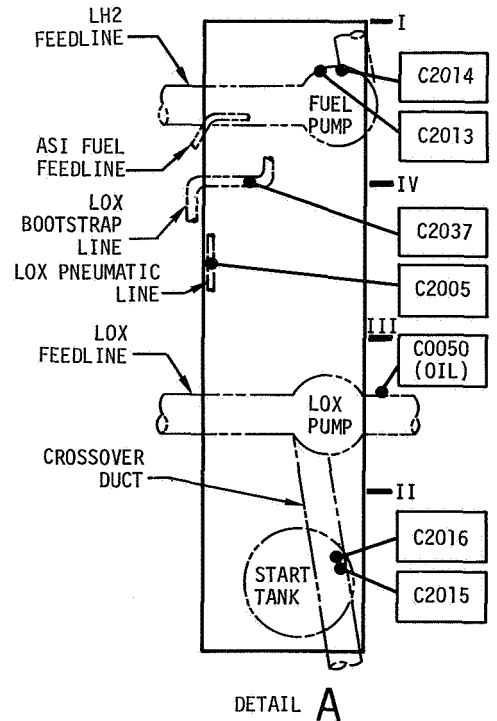 LH2
FEEDLINE
I
C2014
FUEL
PUMP
C2013
ASI FUEL
FEEDLINE
IV
LOX
BOOTSTRAP
LINE
C2037
LOX PNEUMATIC
LINE
C2005
III
LOX
FEEDLINE
C0050
(OIL)
LOX
PUMP
CROSSOVER
DUCT
II
C2016
START
TANK
C2015
DETAIL A